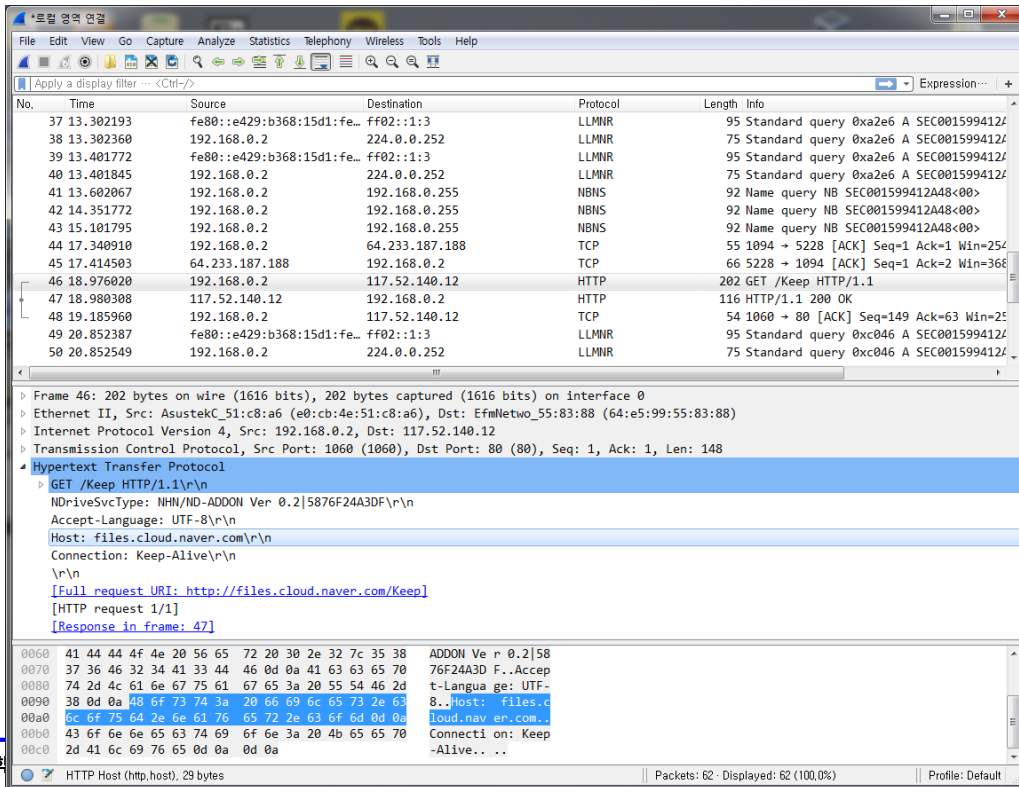 *로컬 영역 연결
File Edit View Go Capture Analyze Statistics Telephony Wireless Tools Help
Apply a display filter ··· <Ctrl-/> Expression··· +
No. Time Source Destination Protocol Length Info
37 13.302193 fe80::e429:b368:15d1:fe… ff02::1:3 LLMNR 95 Standard query 0xa2e6 A SEC001599412A
38 13.302360 192.168.0.2 224.0.0.252 LLMNR 75 Standard query 0xa2e6 A SEC001599412A
39 13.401772 fe80::e429:b368:15d1:fe… ff02::1:3 LLMNR 95 Standard query 0xa2e6 A SEC001599412A
40 13.401845 192.168.0.2 224.0.0.252 LLMNR 75 Standard query 0xa2e6 A SEC001599412A
41 13.602067 192.168.0.2 192.168.0.255 NBNS 92 Name query NB SEC001599412A48<00>
42 14.351772 192.168.0.2 192.168.0.255 NBNS 92 Name query NB SEC001599412A48<00>
43 15.101795 192.168.0.2 192.168.0.255 NBNS 92 Name query NB SEC001599412A48<00>
44 17.340910 192.168.0.2 64.233.187.188 TCP 55 1094 → 5228 [ACK] Seq=1 Ack=1 Win=254
45 17.414503 64.233.187.188 192.168.0.2 TCP 66 5228 → 1094 [ACK] Seq=1 Ack=2 Win=368
46 18.976020 192.168.0.2 117.52.140.12 HTTP 202 GET /Keep HTTP/1.1
47 18.980308 117.52.140.12 192.168.0.2 HTTP 116 HTTP/1.1 200 OK
48 19.185960 192.168.0.2 117.52.140.12 TCP 54 1060 → 80 [ACK] Seq=149 Ack=63 Win=25
49 20.852387 fe80::e429:b368:15d1:fe… ff02::1:3 LLMNR 95 Standard query 0xc046 A SEC001599412A
50 20.852549 192.168.0.2 224.0.0.252 LLMNR 75 Standard query 0xc046 A SEC001599412A
Frame 46: 202 bytes on wire (1616 bits), 202 bytes captured (1616 bits) on interface 0
Ethernet II, Src: AsustekC_51:c8:a6 (e0:cb:4e:51:c8:a6), Dst: EfmNetwo_55:83:88 (64:e5:99:55:83:88)
Internet Protocol Version 4, Src: 192.168.0.2, Dst: 117.52.140.12
Transmission Control Protocol, Src Port: 1060 (1060), Dst Port: 80 (80), Seq: 1, Ack: 1, Len: 148
Hypertext Transfer Protocol
GET /Keep HTTP/1.1\r\n
NDriveSvcType: NHN/ND-ADDON Ver 0.2|5876F24A3DF\r\n
Accept-Language: UTF-8\r\n
Host: files.cloud.naver.com\r\n
Connection: Keep-Alive\r\n
\r\n
[Full request URI: http://files.cloud.naver.com/Keep]
[HTTP request 1/1]
[Response in frame: 47]
0060 41 44 44 4f 4e 20 56 65 72 20 30 2e 32 7c 35 38 ADDON Ve r 0.2|58
0070 37 36 46 32 34 41 33 44 46 0d 0a 41 63 63 65 70 76F24A3D F..Accep
0080 74 2d 4c 61 6e 67 75 61 67 65 3a 20 55 54 46 2d t-Langua ge: UTF-
0090 38 0d 0a 48 6f 73 74 3a 20 66 69 6c 65 73 2e 63 8..Host: files.c
00a0 6c 6f 75 64 2e 6e 61 76 65 72 2e 63 6f 6d 0d 0a loud.nav er.com..
00b0 43 6f 6e 6e 65 63 74 69 6f 6e 3a 20 4b 65 65 70 Connecti on: Keep
00c0 2d 41 6c 69 76 65 0d 0a 0d 0a -Alive.. ..
HTTP Host (http,host), 29 bytes Packets: 62 · Displayed: 62 (100,0%) Profile: Default